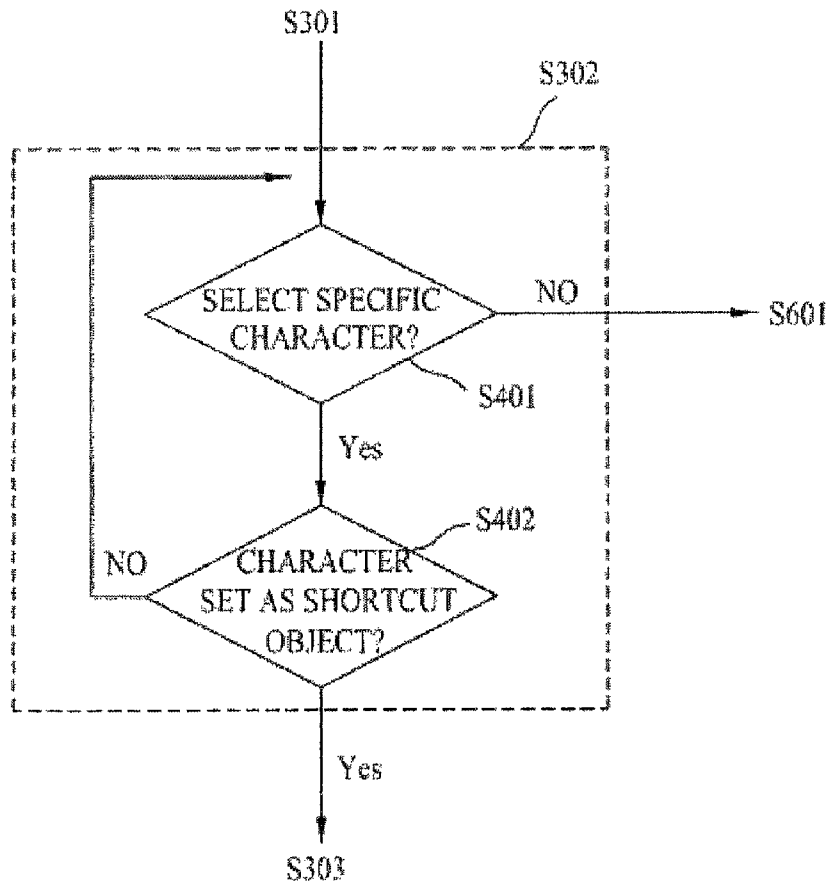 S301
S302
SELECT SPECIFIC
CHARACTER?
NO
S601
S401
Yes
S402
NO
CHARACTER
SET AS SHORTCUT
OBJECT?
Yes
S303